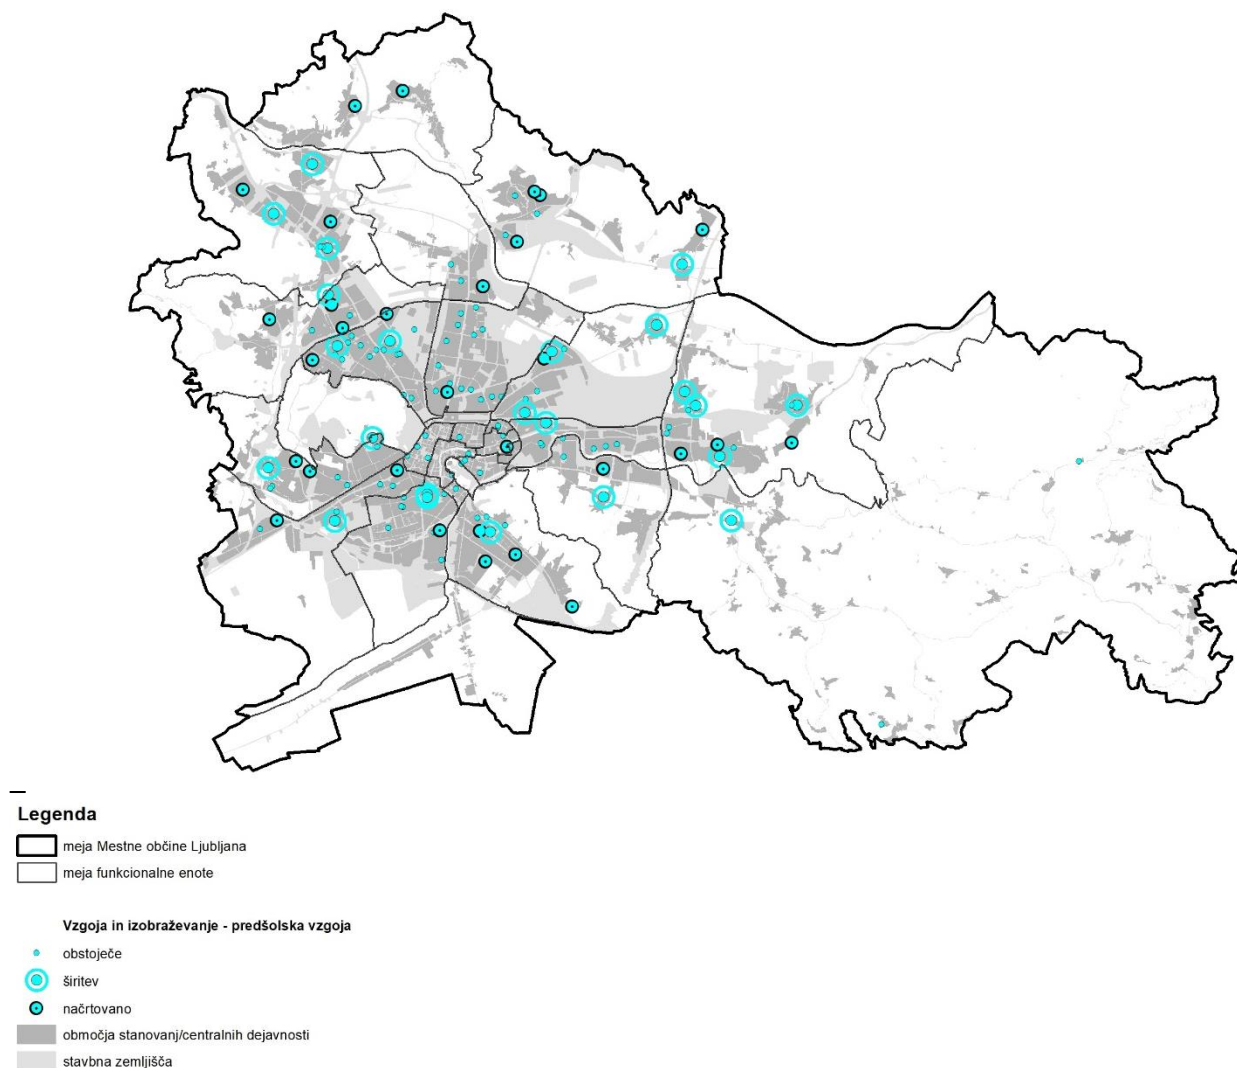 Legenda
meja Mestne občine Ljubljana
meja funkcionalne enote
Vzgoja in izobraževanje - predšolska vzgoja
obstoječe
širitev
načrtovano
območja stanovanj/centralnih dejavnosti
stavbna zemljišča